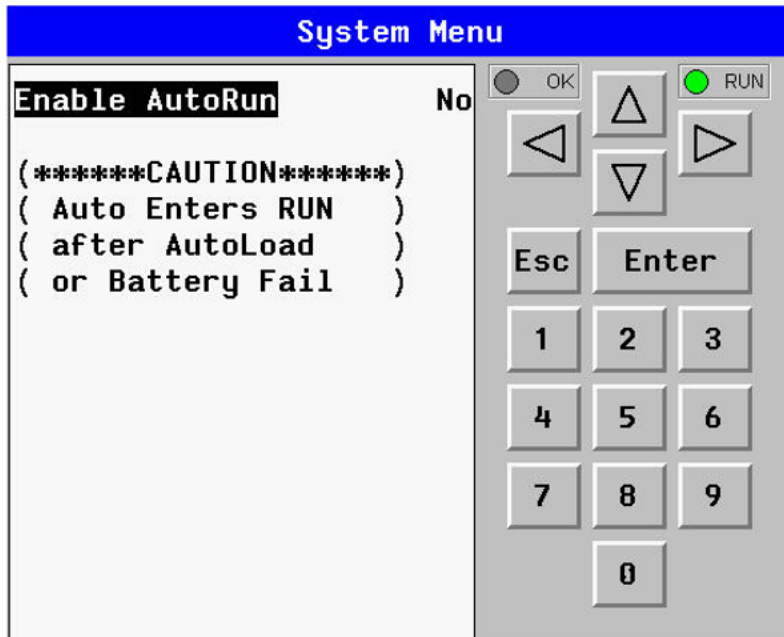 System Menu
Enable AutoRun No
(******CAUTION******)
( Auto Enters RUN )
( after AutoLoad )
( or Battery Fail )
OK
RUN
Esc
Enter
1 2 3
4 5 6
7 8 9
0